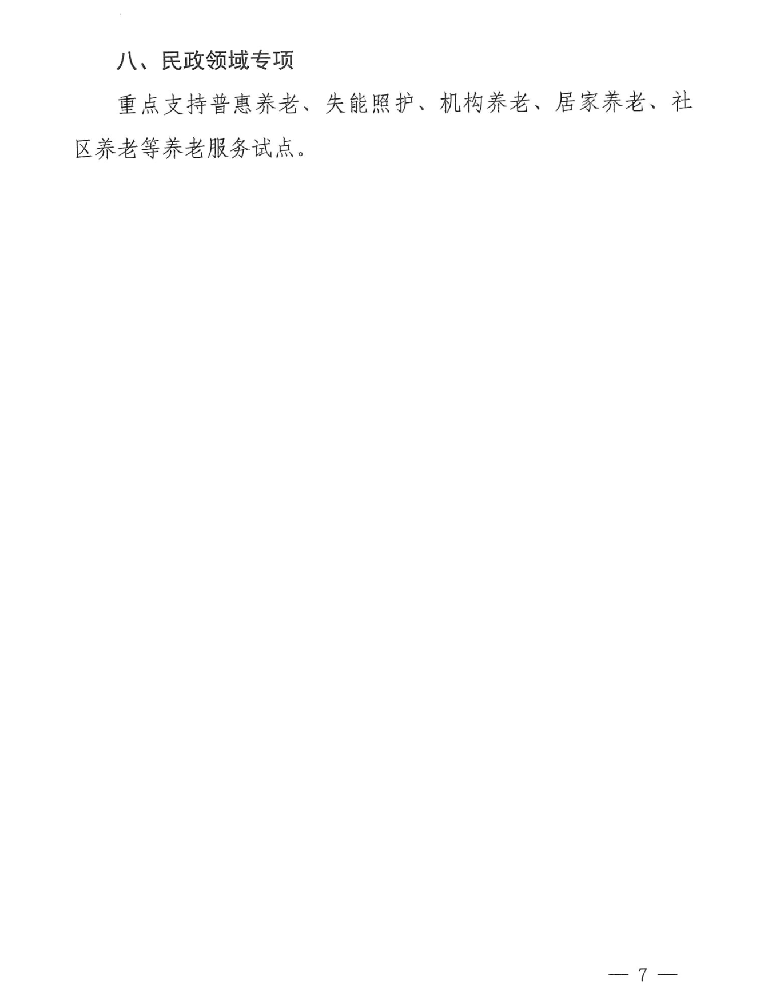 八、民政领域专项
重点支持普惠养老、失能照护、机构养老、居家养老、社
区养老等养老服务试点。
— 7 —